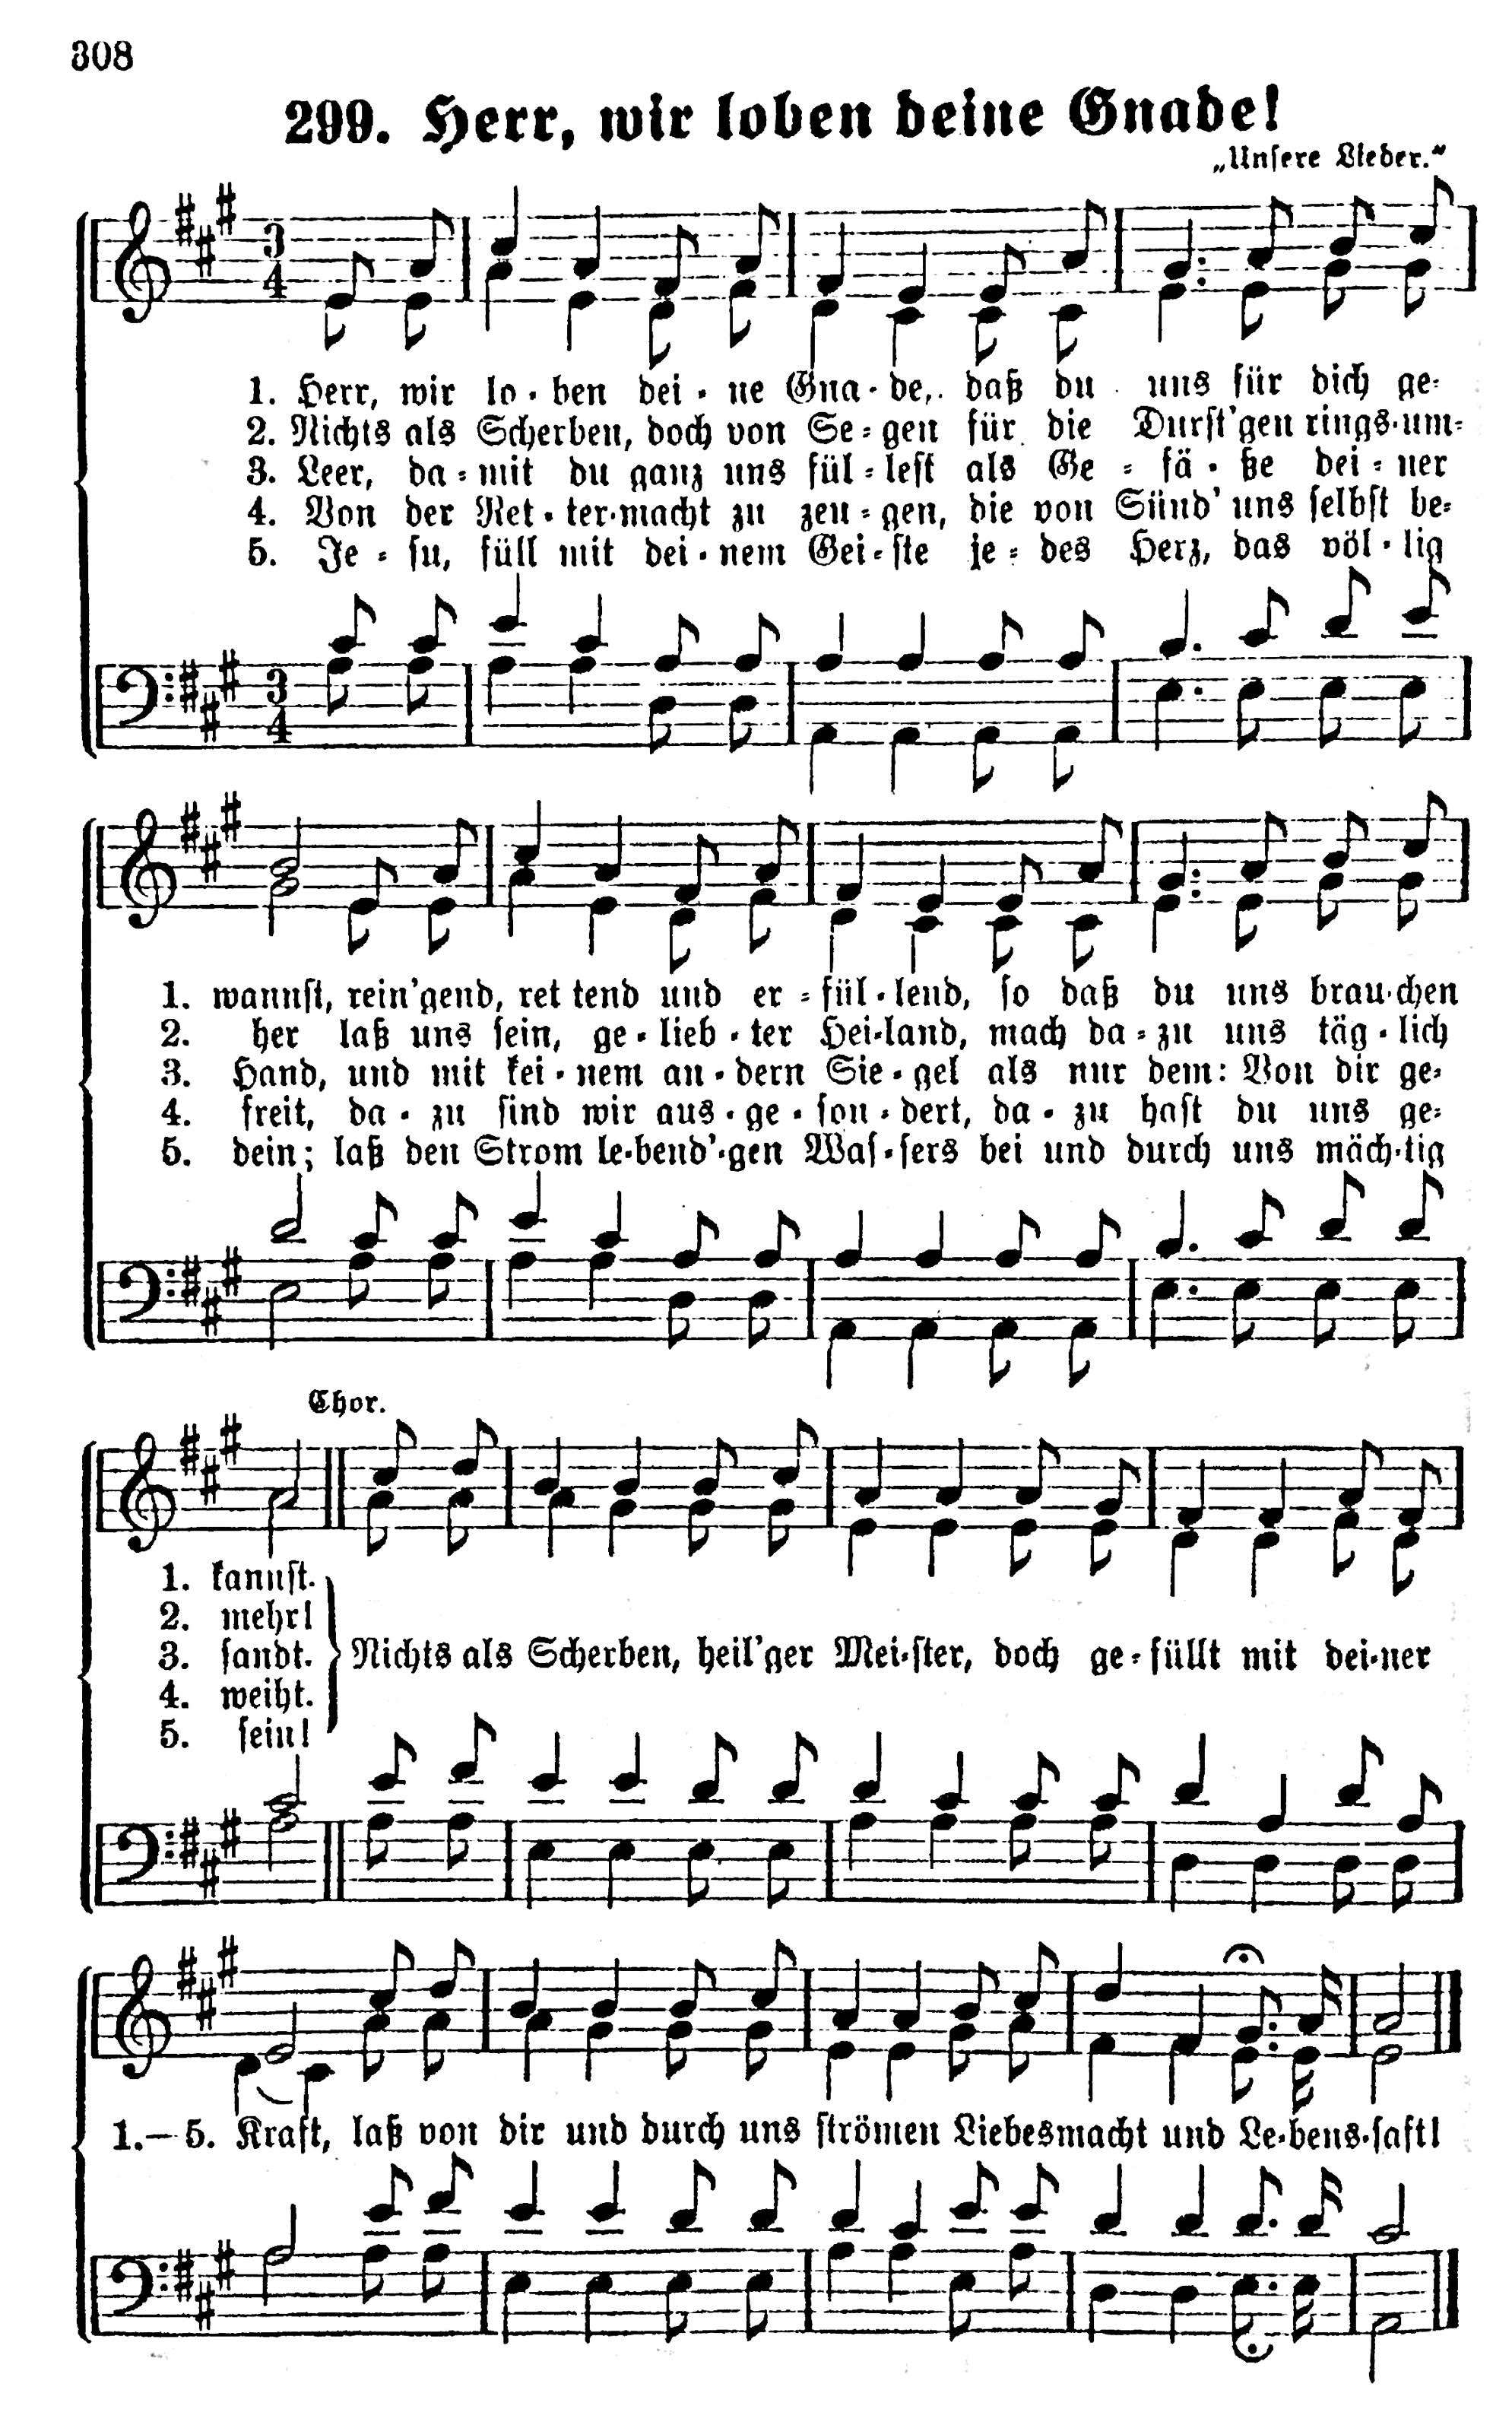 308
299. Herr, wir loben deine Gnade!
„Unsere Lieder.“
3
4
1. Herr, wir lo-ben dei-ne Gna-de, daß du uns für dich ge-
2. Nichts als Scherben, doch von Se-gen für die Durst'gen rings-um-
3. Leer, da-mit du ganz uns fül-lest als Ge-fä-ße dei-ner
4. Von der Ret-ter-macht zu zeu-gen, die von Sünd' uns selbst be-
5. Je-su, füll mit dei-nem Gei-ste je-des Herz, das völ-lig
3
4
1. wannst, rein'gend, ret tend und er-fül-lend, so daß du uns brau-chen
2. her laß uns sein, ge-lieb-ter Hei-land, mach da-zu uns täg-lich
3. Hand, und mit kei-nem an-dern Sie-gel als nur dem: Von dir ge-
4. freit, da-zu sind wir aus-ge-son-dert, da-zu hast du uns ge-
5. dein; laß den Strom le-bend'-gen Was-sers bei und durch uns mäch-tig
Chor.
1. kannst.
2. mehr!
3. sandt. Nichts als Scherben, heil'ger Mei-ster, doch ge-füllt mit dei-ner
4. weiht.
5. sein!
1.—5. Kraft, laß von dir und durch uns strömen Liebesmacht und Le-bens-saft!